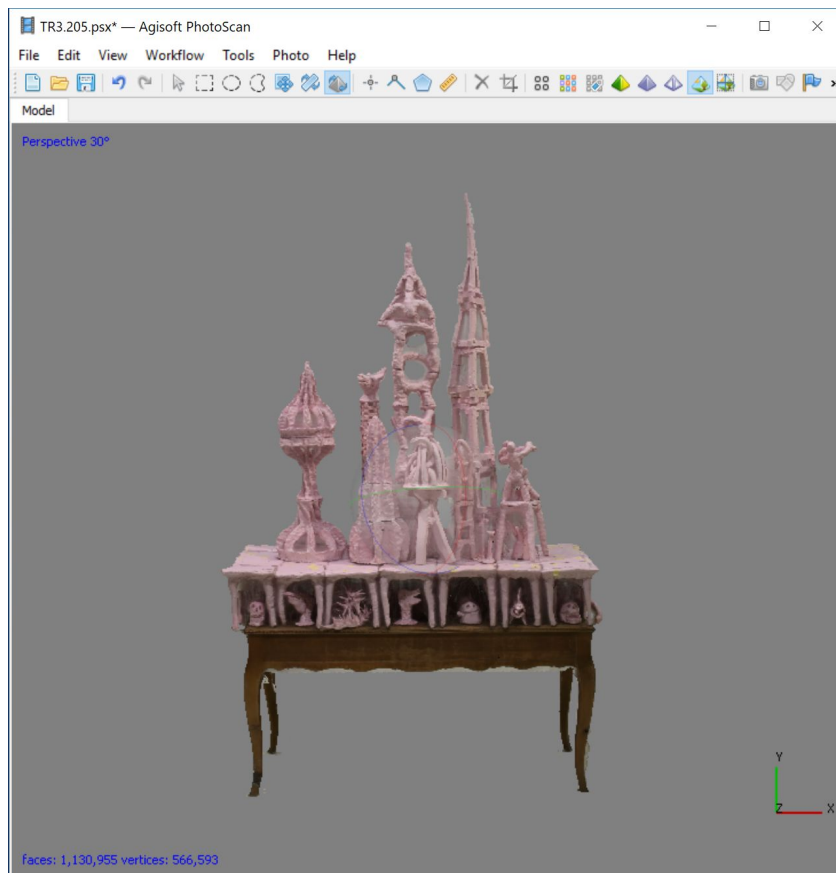 TR3.205.psx* — Agisoft PhotoScan
File Edit View Workflow Tools Photo Help
Model
Perspective 30°
Y
Z X
faces: 1,130,955 vertices: 566,593